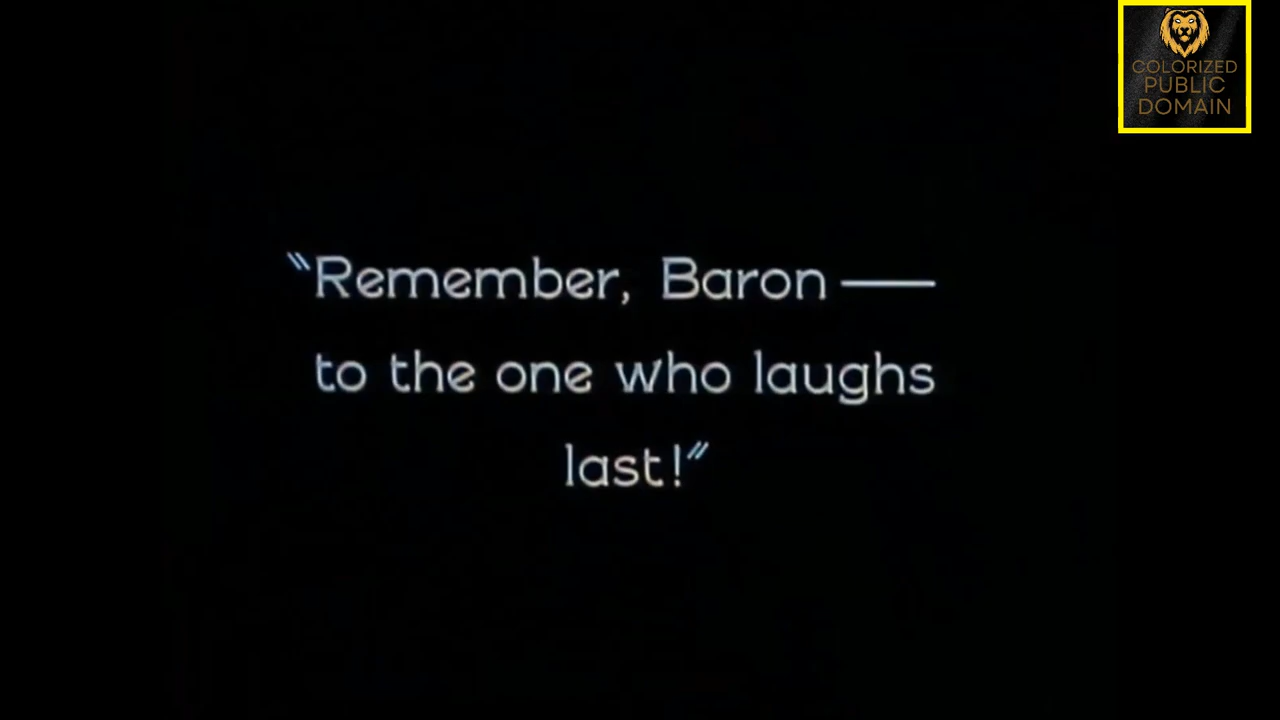 COLORIZED
PUBLIC
DOMAIN
"Remember, Baron —
to the one who laughs
last!"